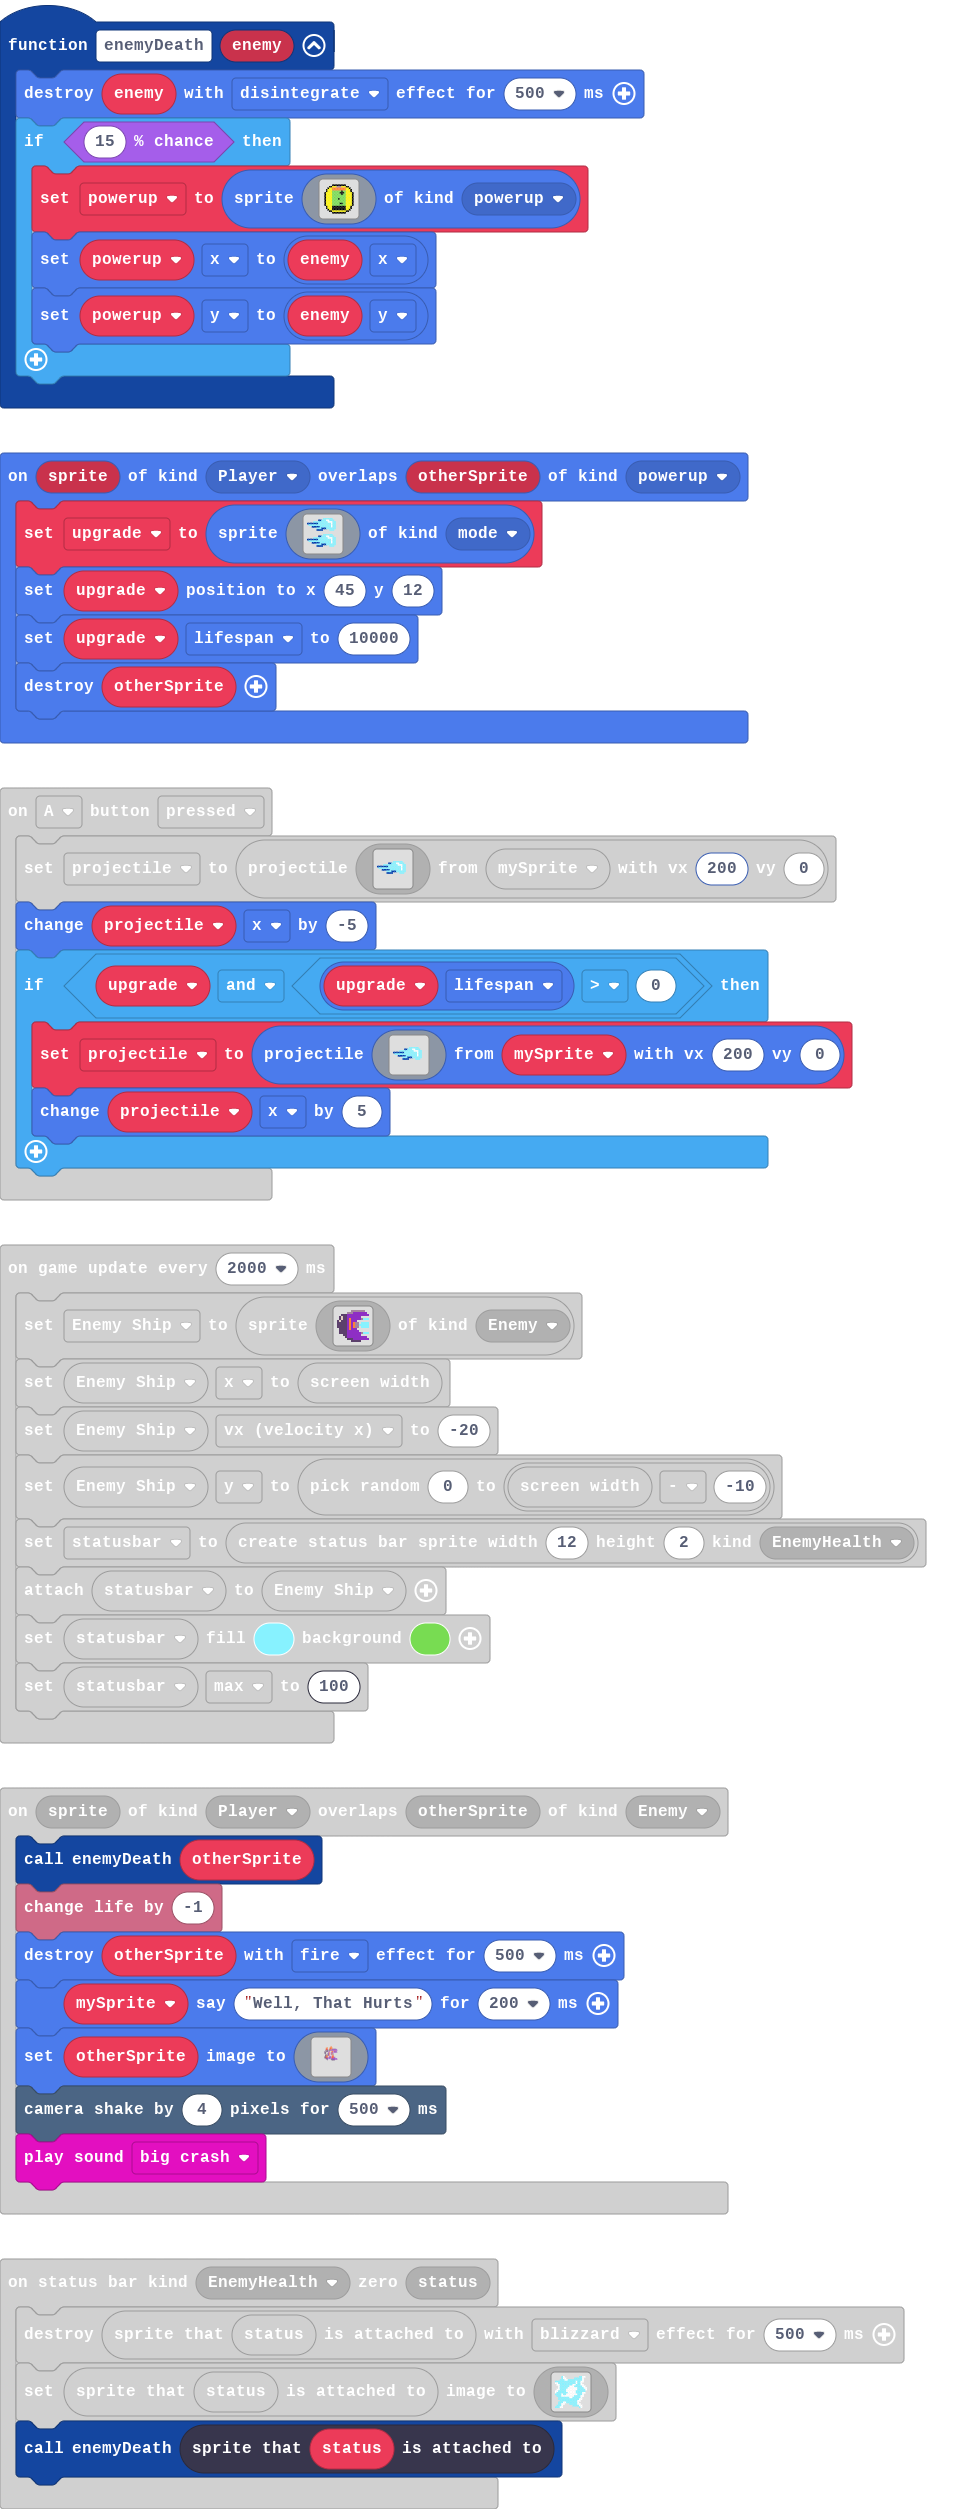 function enemyDeath enemy
destroy enemy with disintegrate effect for 500 ms
if 15 % chance then
set powerup to sprite of kind powerup
set powerup x to enemy x
set powerup y to enemy y
on sprite of kind Player overlaps otherSprite of kind powerup
set upgrade to sprite of kind mode
set upgrade position to x 45 y 12
set upgrade lifespan to 10000
destroy otherSprite
on A button pressed
set projectile to projectile from mySprite with vx 200 vy 0
change projectile x by -5
if upgrade and upgrade lifespan > 0 then
set projectile to projectile from mySprite with vx 200 vy 0
change projectile x by 5
on game update every 2000 ms
set Enemy Ship to sprite of kind Enemy
set Enemy Ship x to screen width
set Enemy Ship vx (velocity x) to -20
set Enemy Ship y to pick random 0 to screen width - -10
set statusbar to create status bar sprite width 12 height 2 kind EnemyHealth
attach statusbar to Enemy Ship
set statusbar fill background
set statusbar max to 100
on sprite of kind Player overlaps otherSprite of kind Enemy
call enemyDeath otherSprite
change life by -1
destroy otherSprite with fire effect for 500 ms
mySprite say "Well, That Hurts" for 200 ms
set otherSprite image to
camera shake by 4 pixels for 500 ms
play sound big crash
on status bar kind EnemyHealth zero status
destroy sprite that status is attached to with blizzard effect for 500 ms
set sprite that status is attached to image to
call enemyDeath sprite that status is attached to